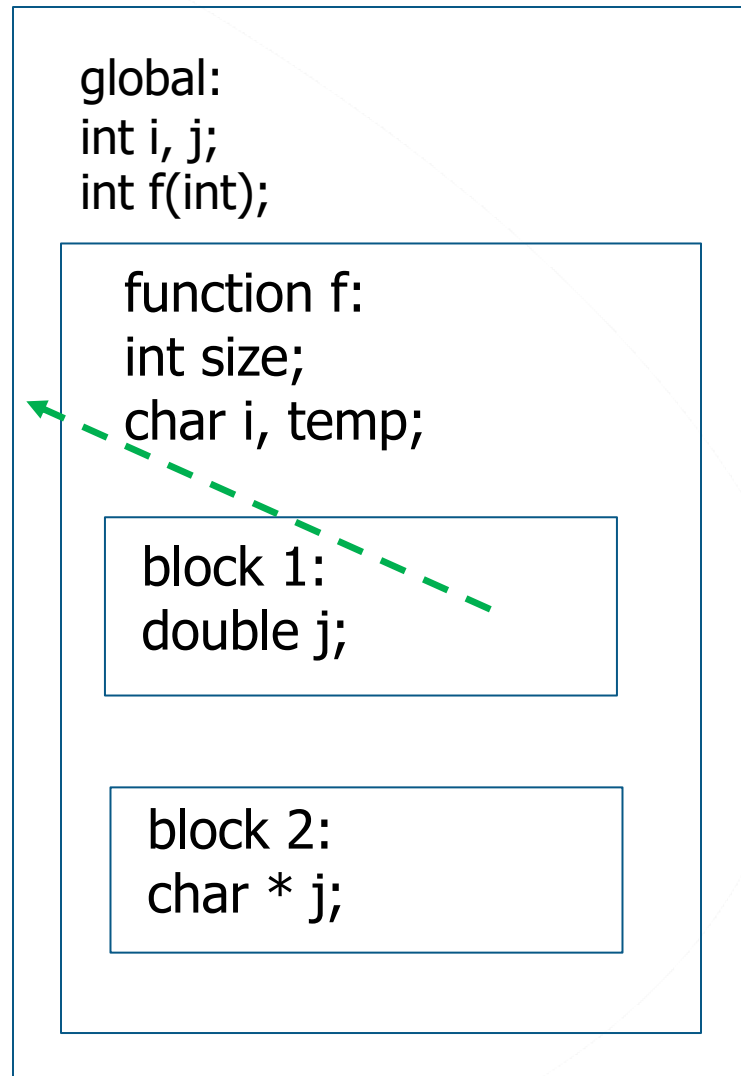 global:
int i, j;
int f(int);
function f:
int size;
char i, temp;
block 1:
double j;
block 2:
char * j;